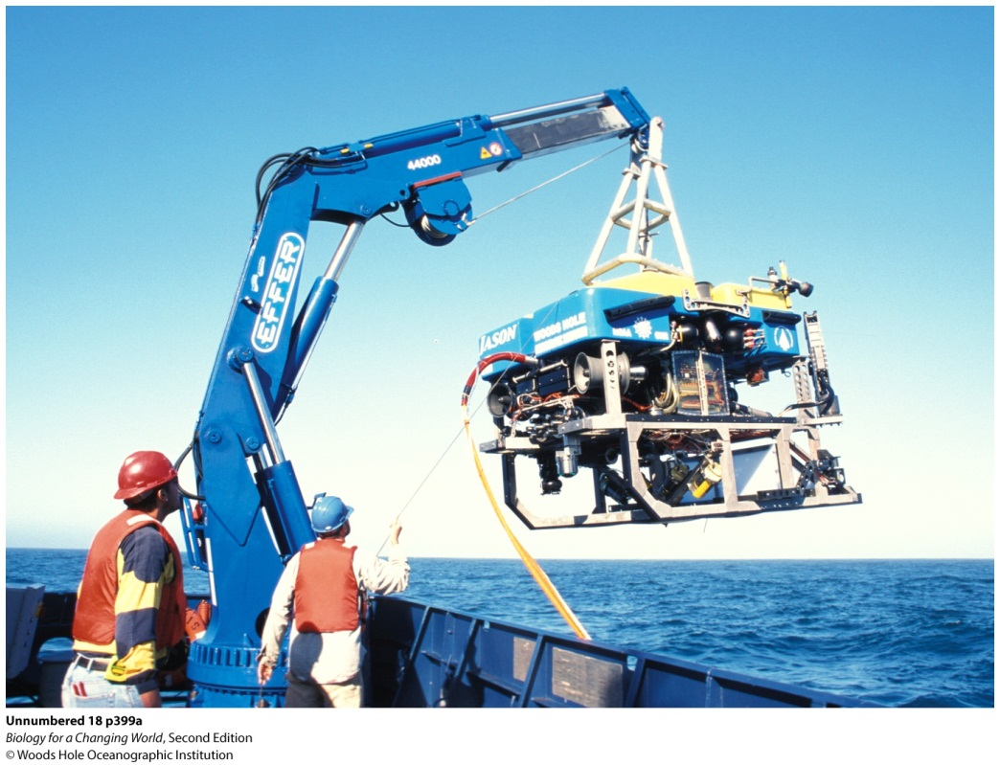 44000
EFFER
JASON
WOODS HOLE
Unnumbered 18 p399a
Biology for a Changing World, Second Edition
© Woods Hole Oceanographic Institution